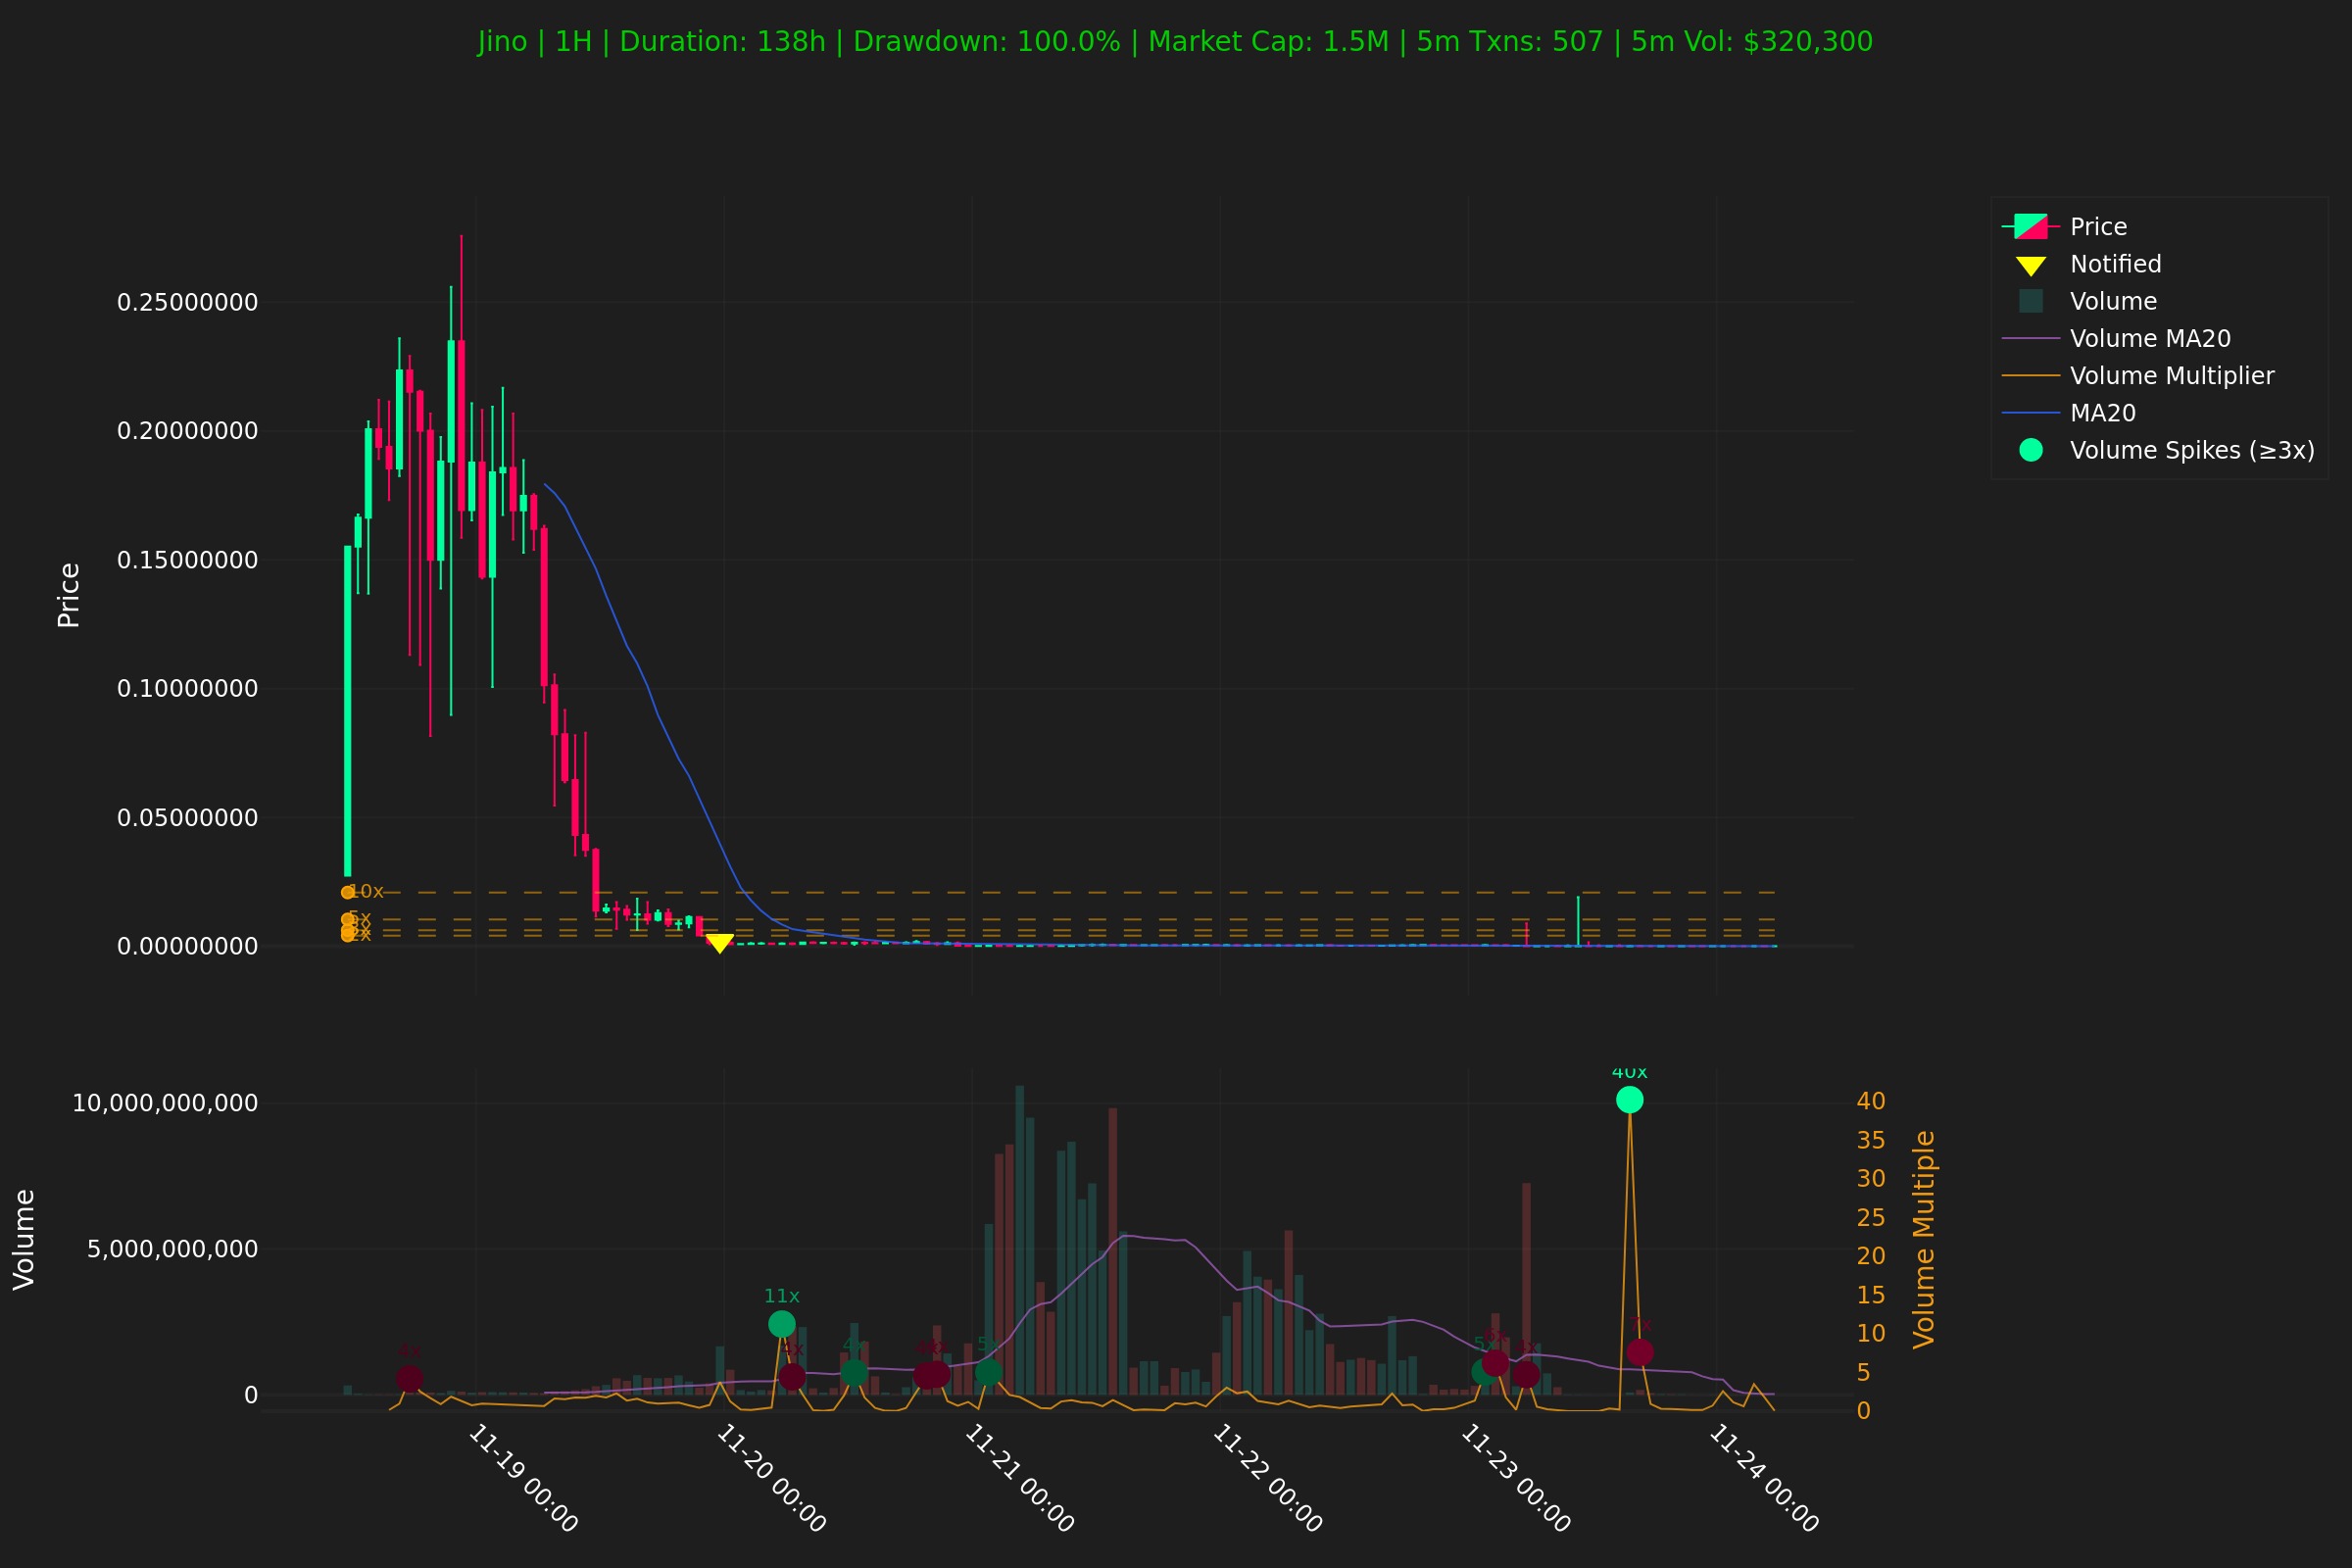 Jino | 1H | Duration: 138h | Drawdown: 100.0% | Market Cap: 1.5M | 5m Txns: 507 | 5m Vol: $320,300
Price
Notified
Volume
Volume MA20
Volume Multiplier
MA20
Volume Spikes (≥3x)
Price
0.25000000
0.20000000
0.15000000
0.10000000
0.05000000
0.00000000
10x
5x
2x
Volume
10,000,000,000
5,000,000,000
0
11x
40x
7x
Volume Multiple
40
35
30
25
20
15
10
5
0
11-19 00:00
11-20 00:00
11-21 00:00
11-22 00:00
11-23 00:00
11-24 00:00